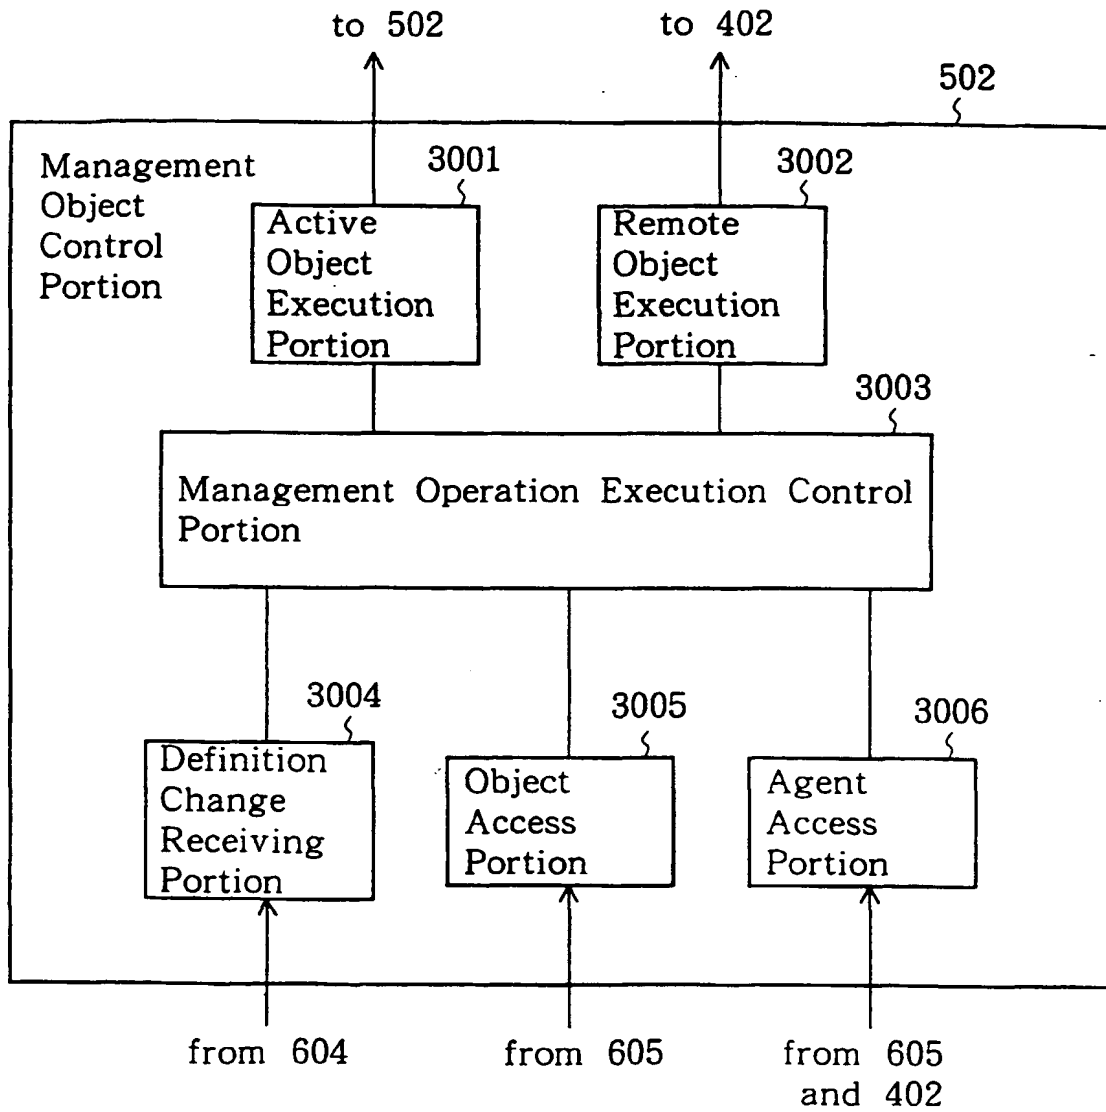 to 502
to 402
502
Management
Object
Control
Portion
3001
Active
Object
Execution
Portion
3002
Remote
Object
Execution
Portion
3003
Management Operation Execution Control
Portion
3004
Definition
Change
Receiving
Portion
3005
Object
Access
Portion
3006
Agent
Access
Portion
from 604
from 605
from 605
and 402